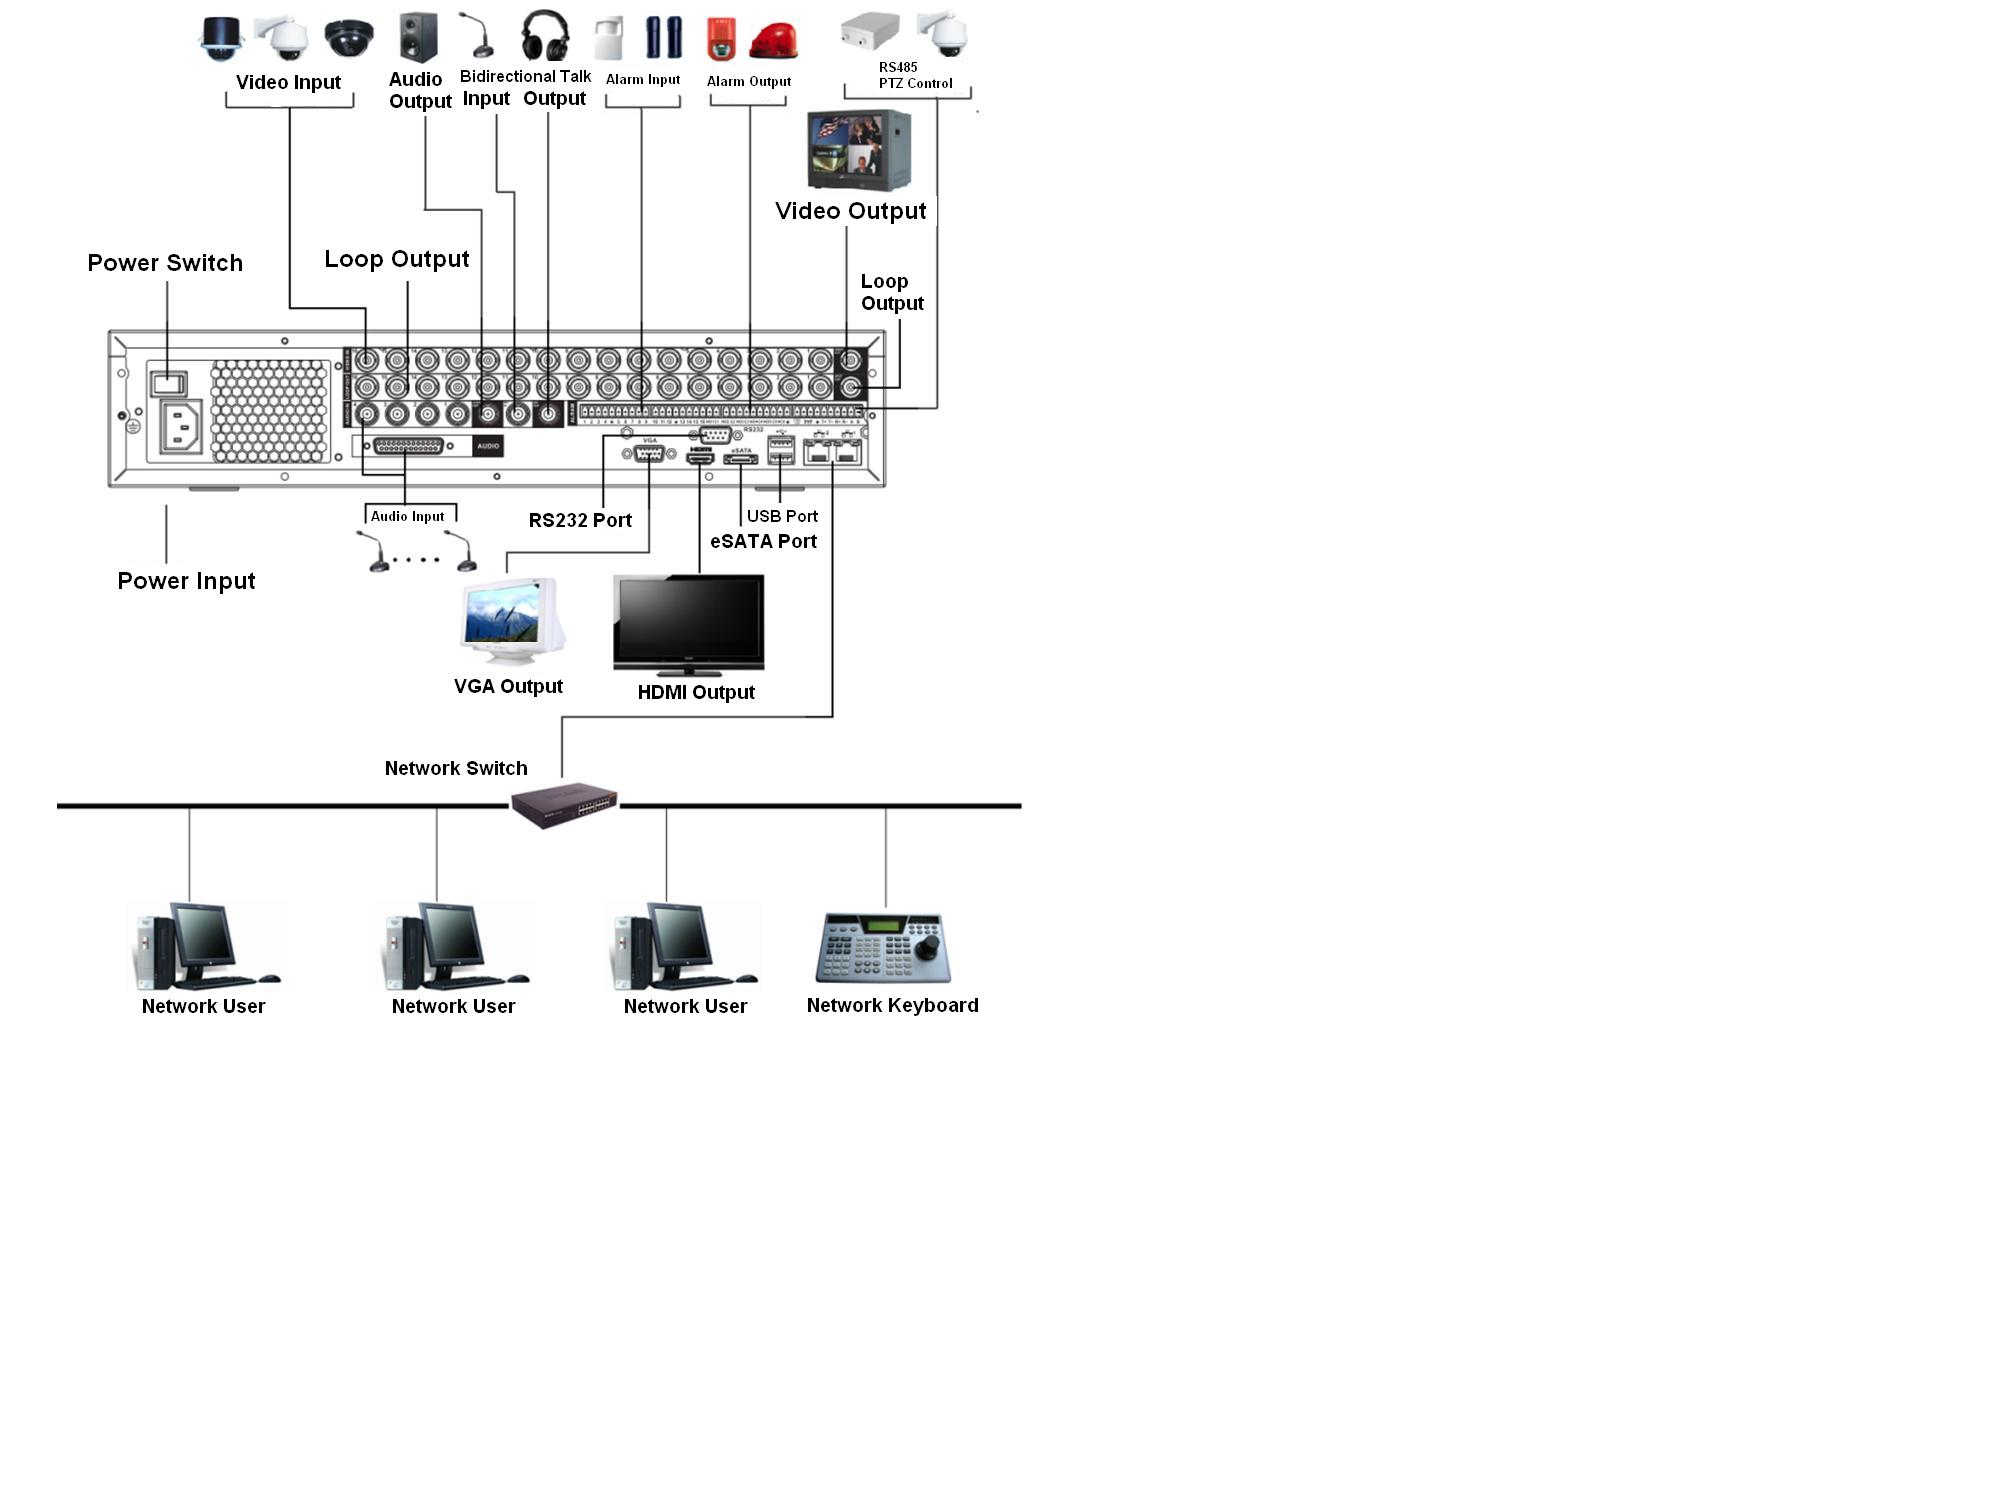 Video Input
Audio
Output
Bidirectional Talk
Input Output
Alarm Input
Alarm Output
RS485
PTZ Control
Video Output
Power Switch
Loop Output
Loop
Output
AUDIO
VGA
RS232
HDMI
eSATA
Audio Input
RS232 Port
USB Port
eSATA Port
Power Input
VGA Output
HDMI Output
Network Switch
Network User
Network User
Network User
Network Keyboard